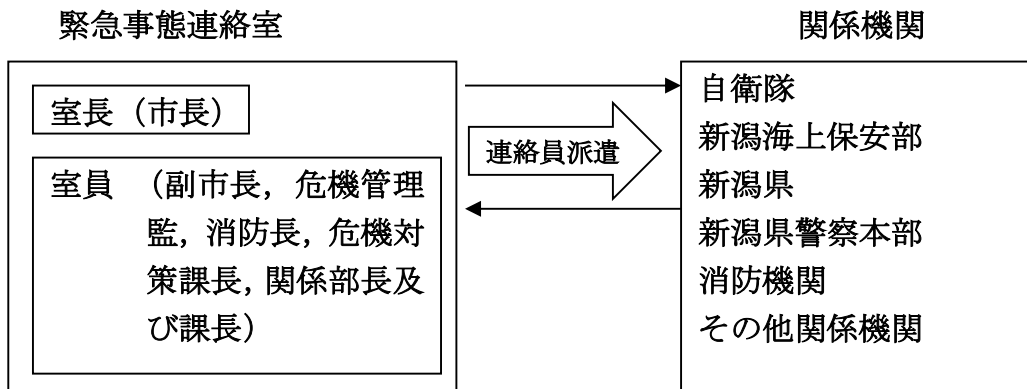 緊急事態連絡室
関係機関
室長（市長）
室員　（副市長，危機管理
監，消防長，危機対
策課長，関係部長及
び課長）
連絡員派遣
自衛隊
新潟海上保安部
新潟県
新潟県警察本部
消防機関
その他関係機関